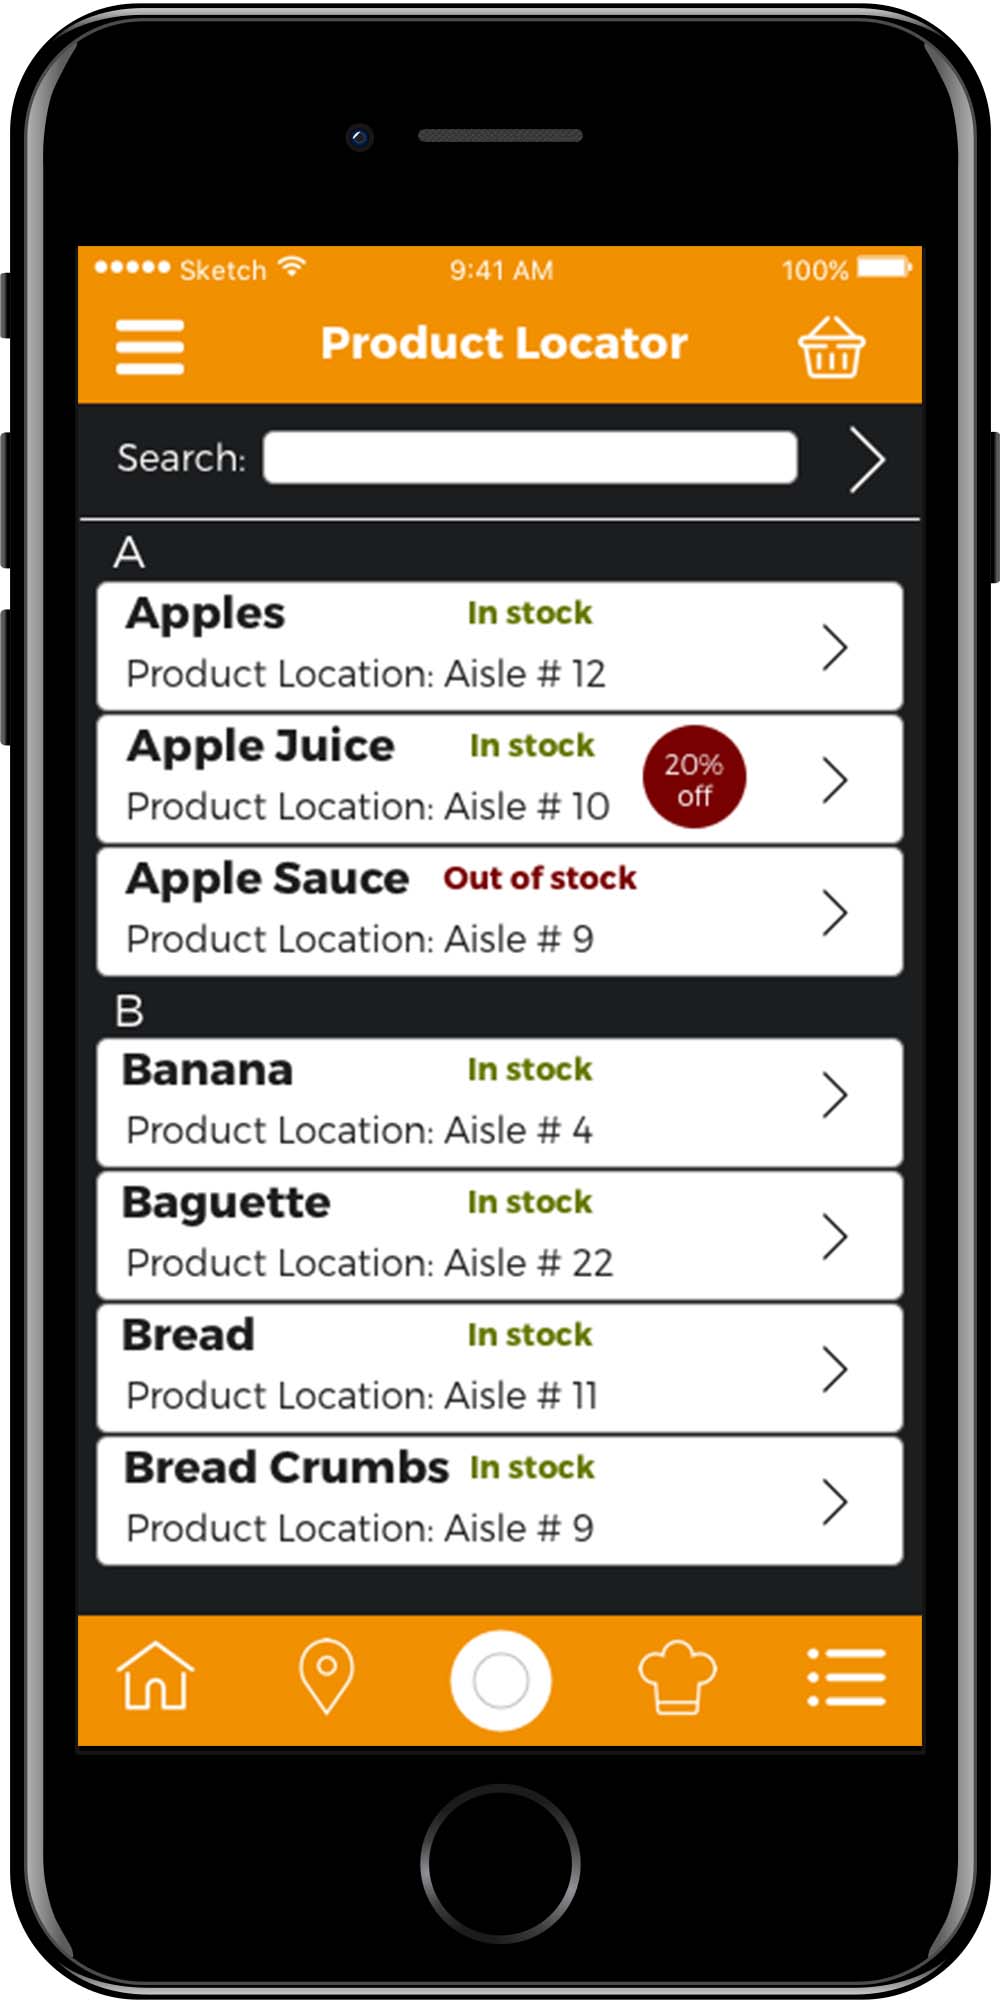 Sketch 9:41 AM 100%
Product Locator
Search:
A
Apples In stock
Product Location: Aisle # 12
Apple Juice In stock
Product Location: Aisle # 10
20%
off
Apple Sauce Out of stock
Product Location: Aisle # 9
B
Banana In stock
Product Location: Aisle # 4
Baguette In stock
Product Location: Aisle # 22
Bread In stock
Product Location: Aisle # 11
Bread Crumbs In stock
Product Location: Aisle # 9